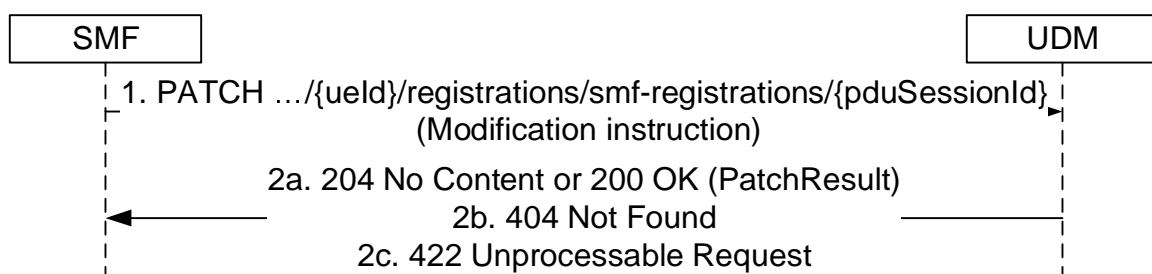 SMF
UDM
1. PATCH …/{ueId}/registrations/smf-registrations/{pduSessionId}
(Modification instruction)
2a. 204 No Content or 200 OK (PatchResult)
2b. 404 Not Found
2c. 422 Unprocessable Request